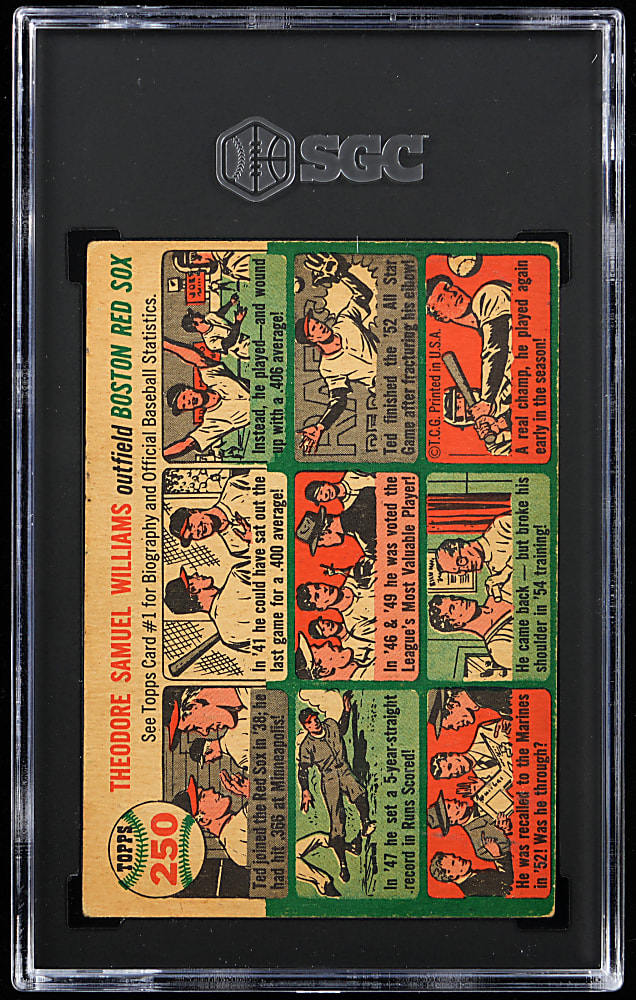 SGC
TOPPS
250
THEODORE SAMUEL WILLIAMS outfield BOSTON RED SOX
See Topps Card #1 for Biography and Official Baseball Statistics.
Ted joined the Red Sox in '38; he
had hit .366 at Minneapolis!
In '41 he could have sat out the
last game for a .400 average!
Instead, he played—and wound
up with a .406 average!
In '47 he set a 5-year-straight
record in Runs Scored!
In '46 & '49 he was voted the
League's Most Valuable Player!
Ted finished the '52 All Star
Game after fracturing his elbow!
He was recalled to the Marines
in '52! Was he through?
He came back — but broke his
shoulder in '54 training!
©T.C.G. Printed in U.S.A.
A real champ, he played again
early in the season!